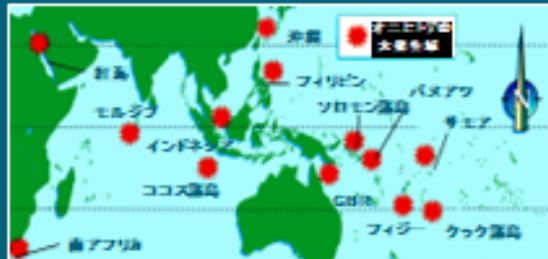 オニヒトデの
大発生域
沖縄
紅海
フィリピン
バヌアツ
ソロモン諸島
モルジブ
サモア
インドネシア
ココス諸島
GBR
フィジー
クック諸島
南アフリカ
N